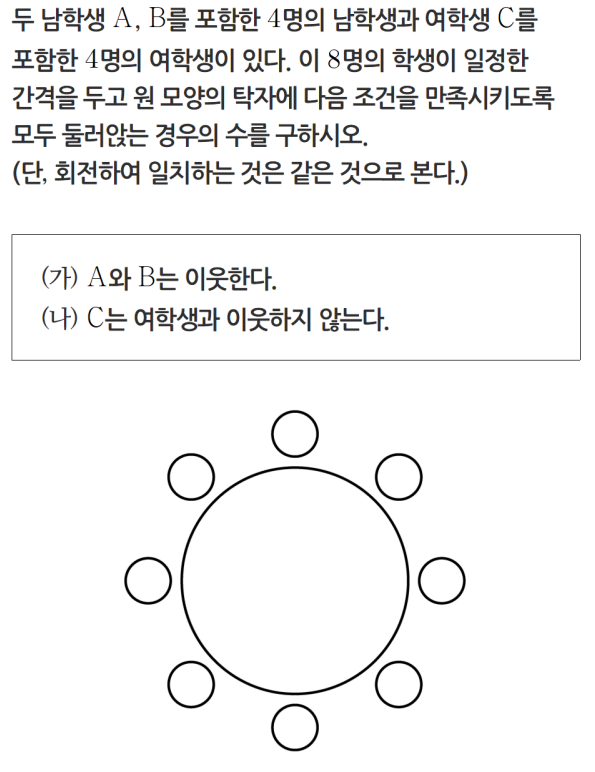 두 남학생 A, B를 포함한 4명의 남학생과 여학생 C를
포함한 4명의 여학생이 있다. 이 8명의 학생이 일정한
간격을 두고 원 모양의 탁자에 다음 조건을 만족시키도록
모두 둘러앉는 경우의 수를 구하시오.
(단, 회전하여 일치하는 것은 같은 것으로 본다.)
(가) A와 B는 이웃한다.
(나) C는 여학생과 이웃하지 않는다.